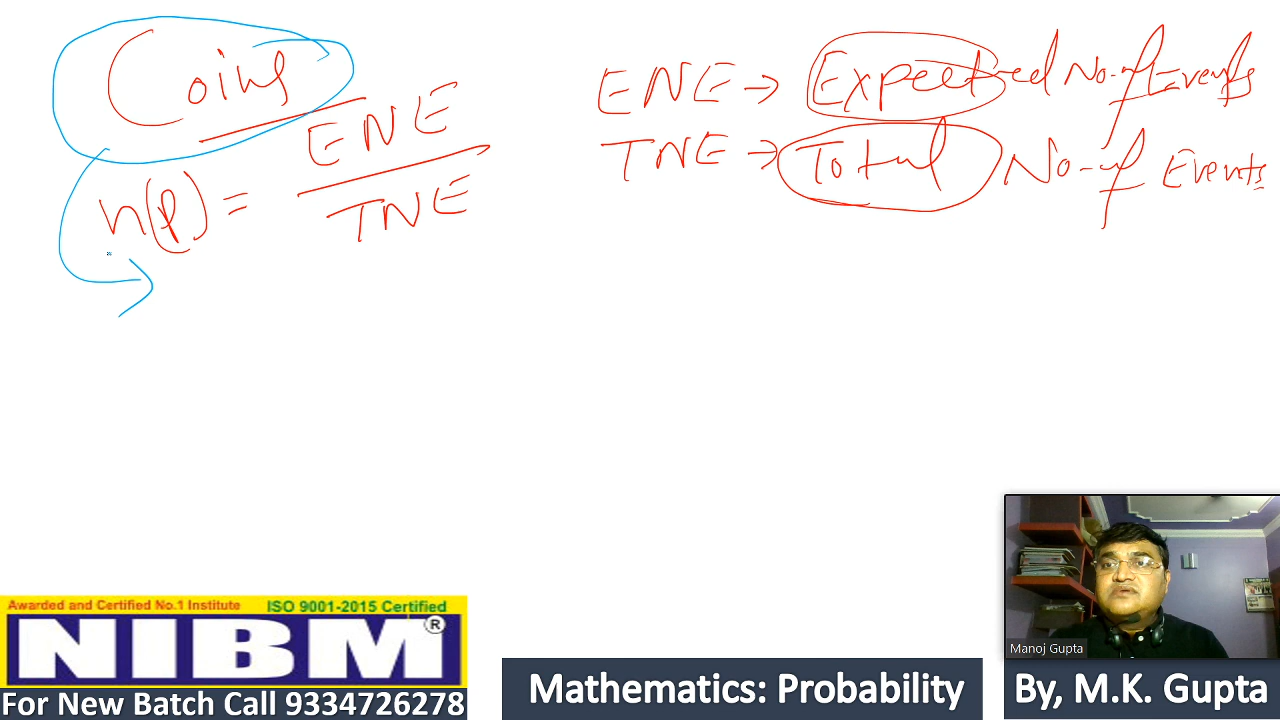 Coins
n(p) = ENE / TNE
ENE → Expected No. of Events
TNE → Total No. of Events
Awarded and Certified No.1 Institute ISO 9001-2015 Certified
NIBM ®
For New Batch Call 9334726278
Mathematics: Probability
By, M.K. Gupta
Manoj Gupta